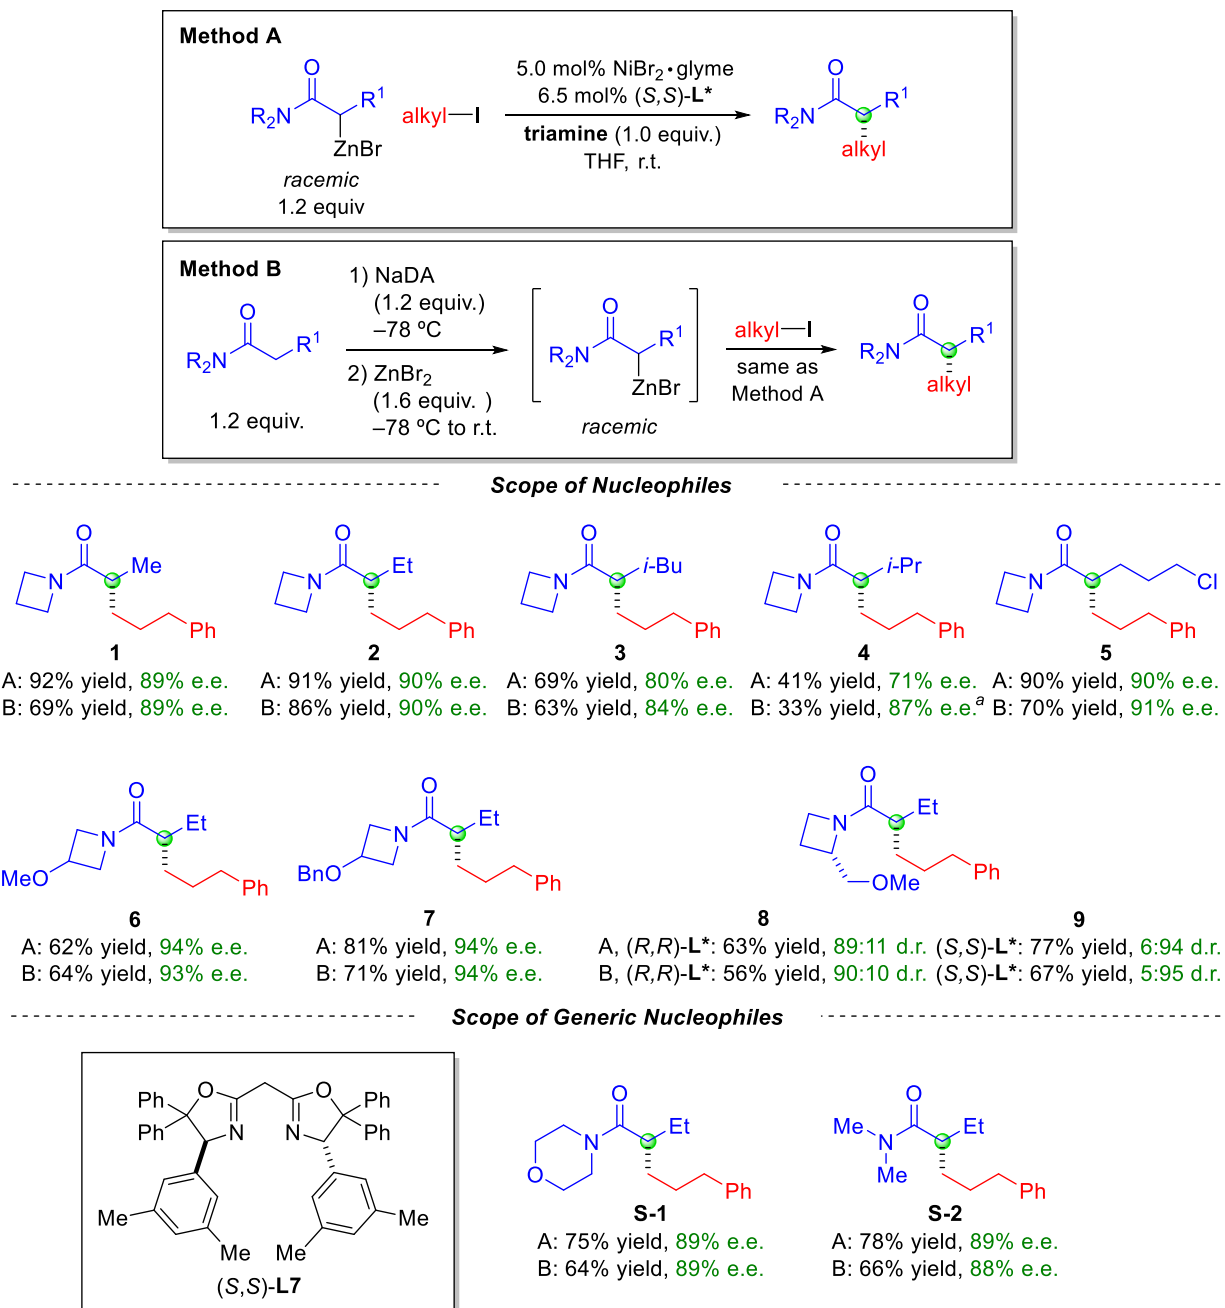 Method A
O
R₂N
R¹
ZnBr
racemic
1.2 equiv
alkyl—I
5.0 mol% NiBr₂•glyme
6.5 mol% (S,S)-L*
triamine (1.0 equiv.)
THF, r.t.
O
R₂N
R¹
alkyl
Method B
O
R₂N
R¹
1.2 equiv.
1) NaDA
(1.2 equiv.)
–78 ºC
2) ZnBr₂
(1.6 equiv. )
–78 ºC to r.t.
O
R₂N
R¹
ZnBr
racemic
alkyl—I
same as
Method A
O
R₂N
R¹
alkyl
Scope of Nucleophiles
O
N
Me
Ph
1
A: 92% yield, 89% e.e.
B: 69% yield, 89% e.e.
O
N
Et
Ph
2
A: 91% yield, 90% e.e.
B: 86% yield, 90% e.e.
O
N
i-Bu
Ph
3
A: 69% yield, 80% e.e.
B: 63% yield, 84% e.e.
O
N
i-Pr
Ph
4
A: 41% yield, 71% e.e.
B: 33% yield, 87% e.e.ᵃ
O
N
Cl
Ph
5
A: 90% yield, 90% e.e.
B: 70% yield, 91% e.e.
O
N
Et
MeO
Ph
6
A: 62% yield, 94% e.e.
B: 64% yield, 93% e.e.
O
N
Et
BnO
Ph
7
A: 81% yield, 94% e.e.
B: 71% yield, 94% e.e.
O
N
Et
OMe
Ph
8 9
A, (R,R)-L*: 63% yield, 89:11 d.r. (S,S)-L*: 77% yield, 6:94 d.r.
B, (R,R)-L*: 56% yield, 90:10 d.r. (S,S)-L*: 67% yield, 5:95 d.r.
Scope of Generic Nucleophiles
Ph O O Ph
Ph N N Ph
Me Me
Me Me
(S,S)-L7
O
N
Et
O
Ph
S-1
A: 75% yield, 89% e.e.
B: 64% yield, 89% e.e.
O
Me
N
Et
Me
Ph
S-2
A: 78% yield, 89% e.e.
B: 66% yield, 88% e.e.